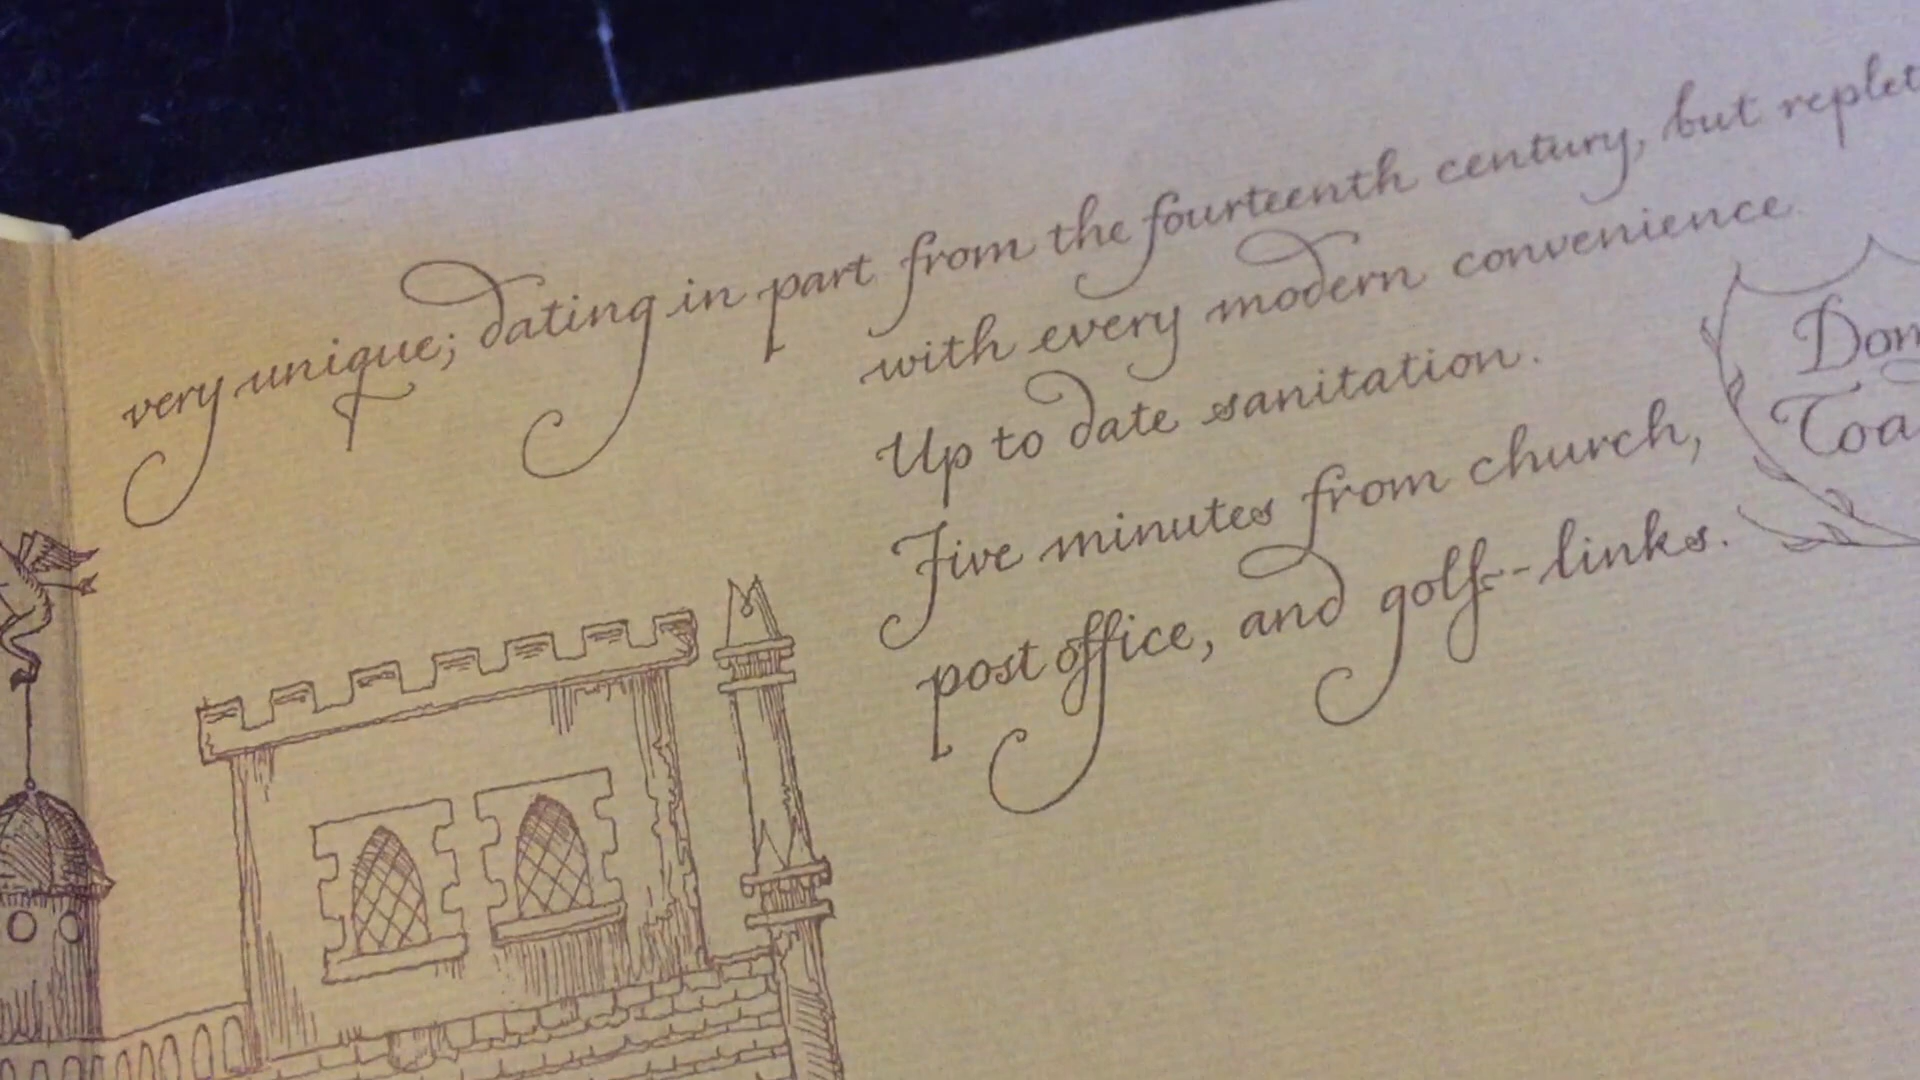 very unique; dating in part from the fourteenth century, but replet
with every modern convenience
Up to date sanitation.
Five minutes from church,
post office, and golf--links.
Don
Toa